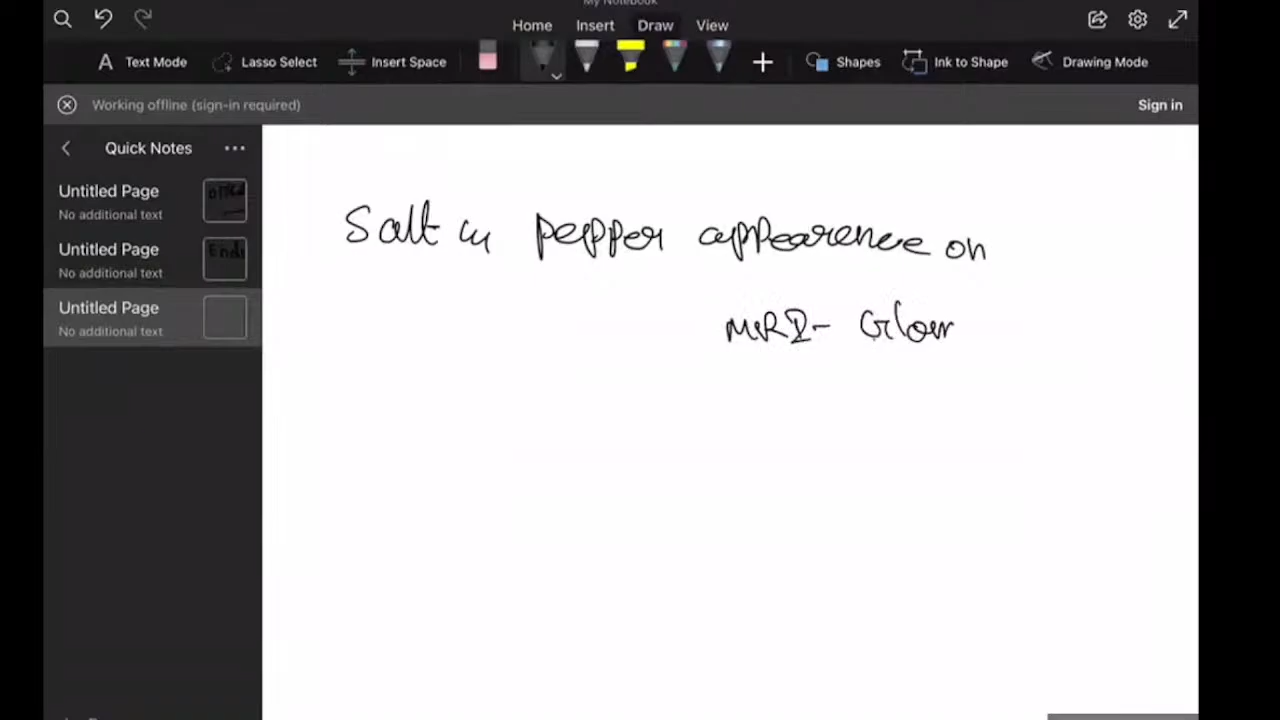 My Notebook
Home Insert Draw View
Text Mode Lasso Select Insert Space Shapes Ink to Shape Drawing Mode
Working offline (sign-in required) Sign in
Quick Notes
Untitled Page
No additional text
Untitled Page
No additional text
Untitled Page
No additional text
Salt in pepper appearence on
MRI- Glom